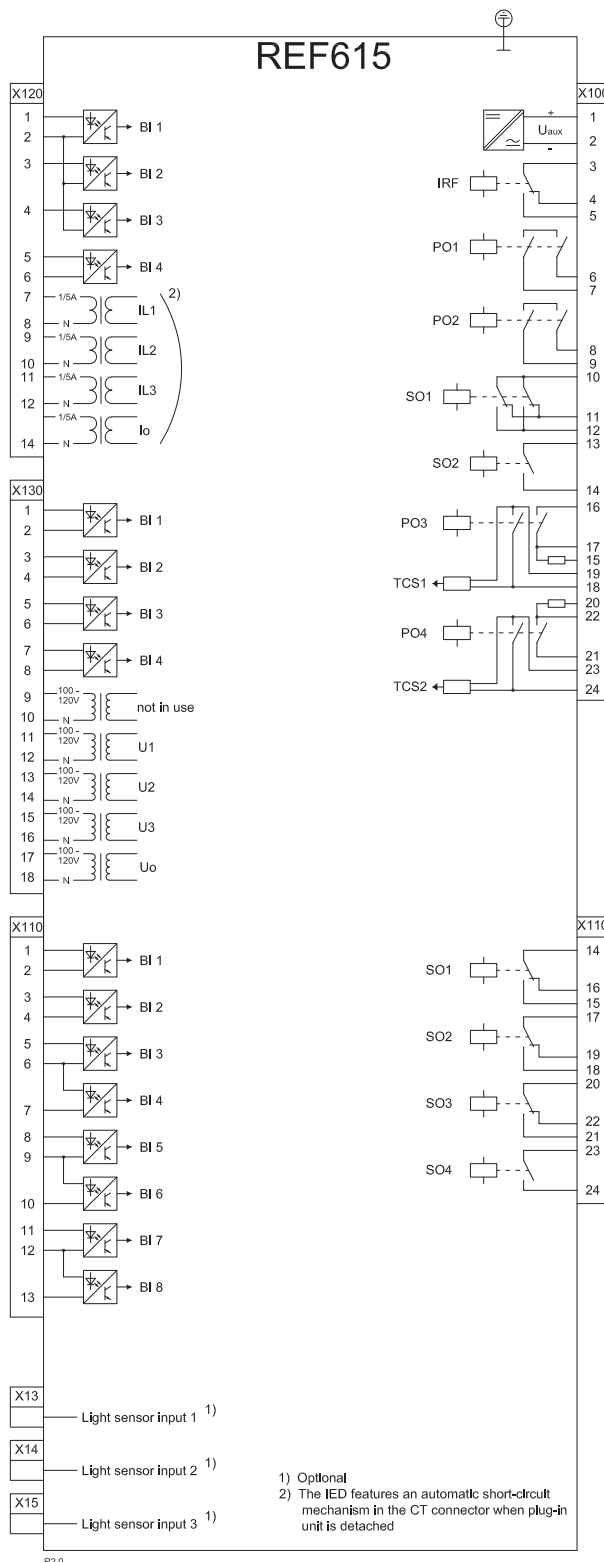 REF615
X120
1
2
BI 1
3
BI 2
4
BI 3
5
6
BI 4
7
1/5A
2)
IL1
8
N
9
1/5A
IL2
10
N
11
1/5A
IL3
12
N
1/5A
Io
14
N
X130
1
2
BI 1
3
4
BI 2
5
6
BI 3
7
8
BI 4
9
100 -
120V
not in use
10
N
11
100 -
120V
U1
12
N
13
100 -
120V
U2
14
N
15
100 -
120V
U3
16
N
17
100 -
120V
Uo
18
N
X110
1
2
BI 1
3
4
BI 2
5
6
BI 3
7
BI 4
8
9
BI 5
10
BI 6
11
12
BI 7
13
BI 8
X13
Light sensor input 1 1)
X14
Light sensor input 2 1)
X15
Light sensor input 3 1)
X100
+
Uaux
-
1
2
IRF
3
4
5
PO1
6
7
PO2
8
9
SO1
10
11
12
SO2
13
14
PO3
16
17
15
19
18
TCS1
20
22
PO4
21
23
TCS2
24
X110
14
SO1
16
15
17
SO2
19
18
20
SO3
22
21
23
SO4
24
1) Optional
2) The IED features an automatic short-circuit
mechanism in the CT connector when plug-in
unit is detached